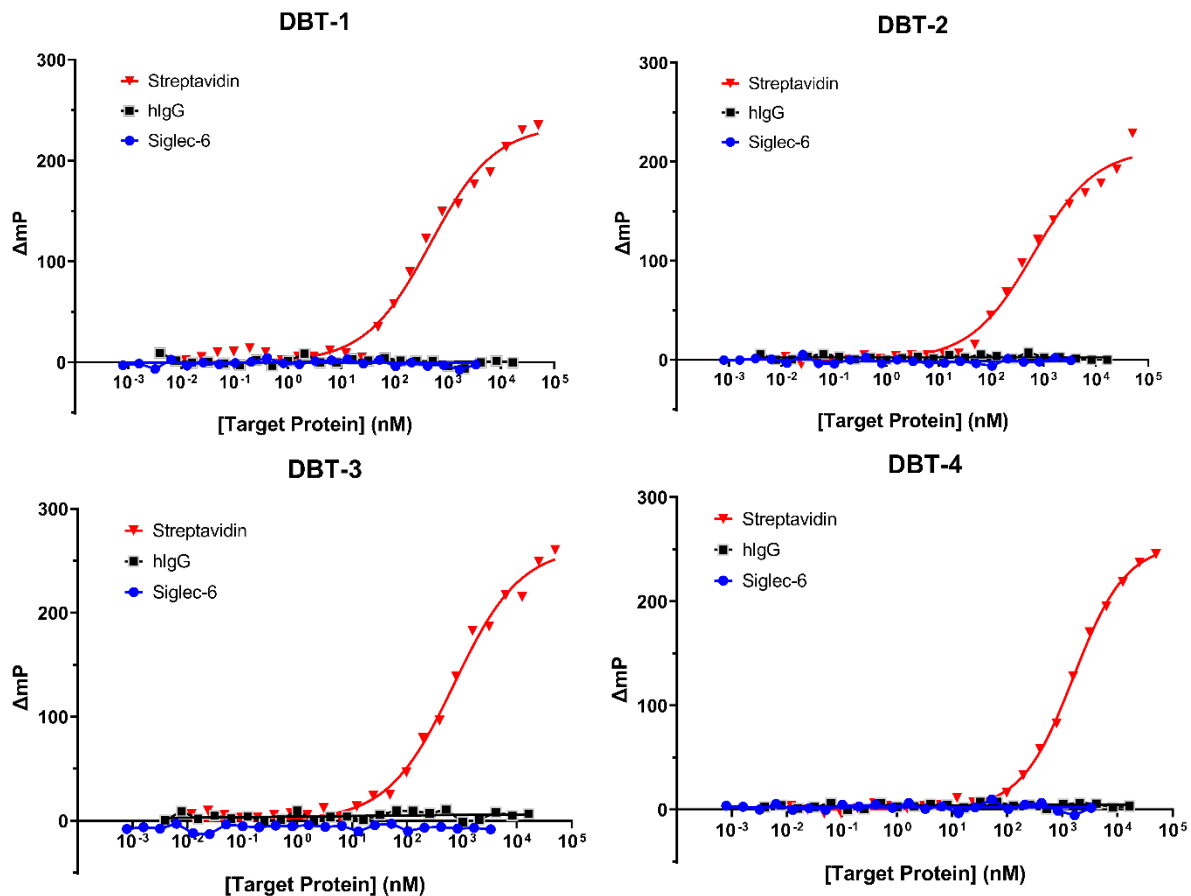 DBT-1
300
200
100
0
ΔmP
Streptavidin
hIgG
Siglec-6
10⁻³ 10⁻² 10⁻¹ 10⁰ 10¹ 10² 10³ 10⁴ 10⁵
[Target Protein] (nM)
DBT-2
300
200
100
0
ΔmP
Streptavidin
hIgG
Siglec-6
10⁻³ 10⁻² 10⁻¹ 10⁰ 10¹ 10² 10³ 10⁴ 10⁵
[Target Protein] (nM)
DBT-3
300
200
100
0
ΔmP
Streptavidin
hIgG
Siglec-6
10⁻³ 10⁻² 10⁻¹ 10⁰ 10¹ 10² 10³ 10⁴ 10⁵
[Target Protein] (nM)
DBT-4
300
200
100
0
ΔmP
Streptavidin
hIgG
Siglec-6
10⁻³ 10⁻² 10⁻¹ 10⁰ 10¹ 10² 10³ 10⁴ 10⁵
[Target Protein] (nM)